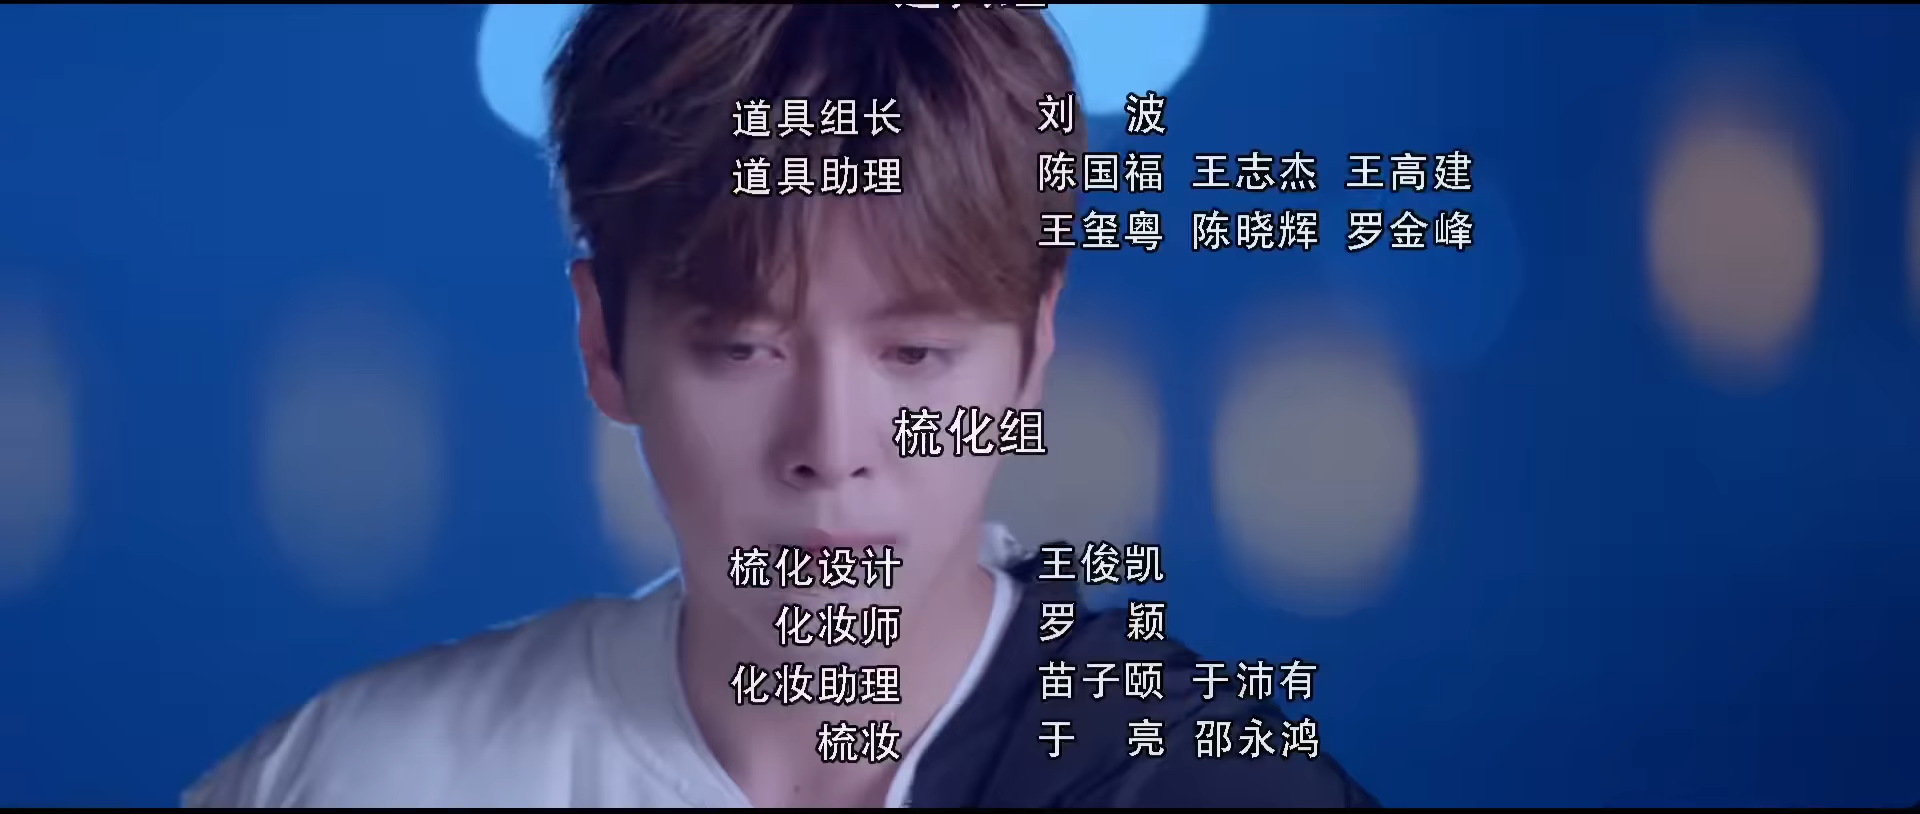 道具组长 刘 波
道具助理 陈国福 王志杰 王高建
王玺粤 陈晓辉 罗金峰
梳化组
梳化设计 王俊凯
化妆师 罗 颖
化妆助理 苗子颐 于沛有
梳妆 于 亮 邵永鸿